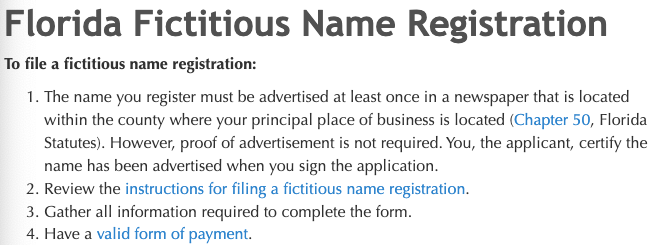 Florida Fictitious Name Registration
To file a fictitious name registration:
1. The name you register must be advertised at least once in a newspaper that is located
within the county where your principal place of business is located (Chapter 50, Florida
Statutes). However, proof of advertisement is not required. You, the applicant, certify the
name has been advertised when you sign the application.
2. Review the instructions for filing a fictitious name registration.
3. Gather all information required to complete the form.
4. Have a valid form of payment.